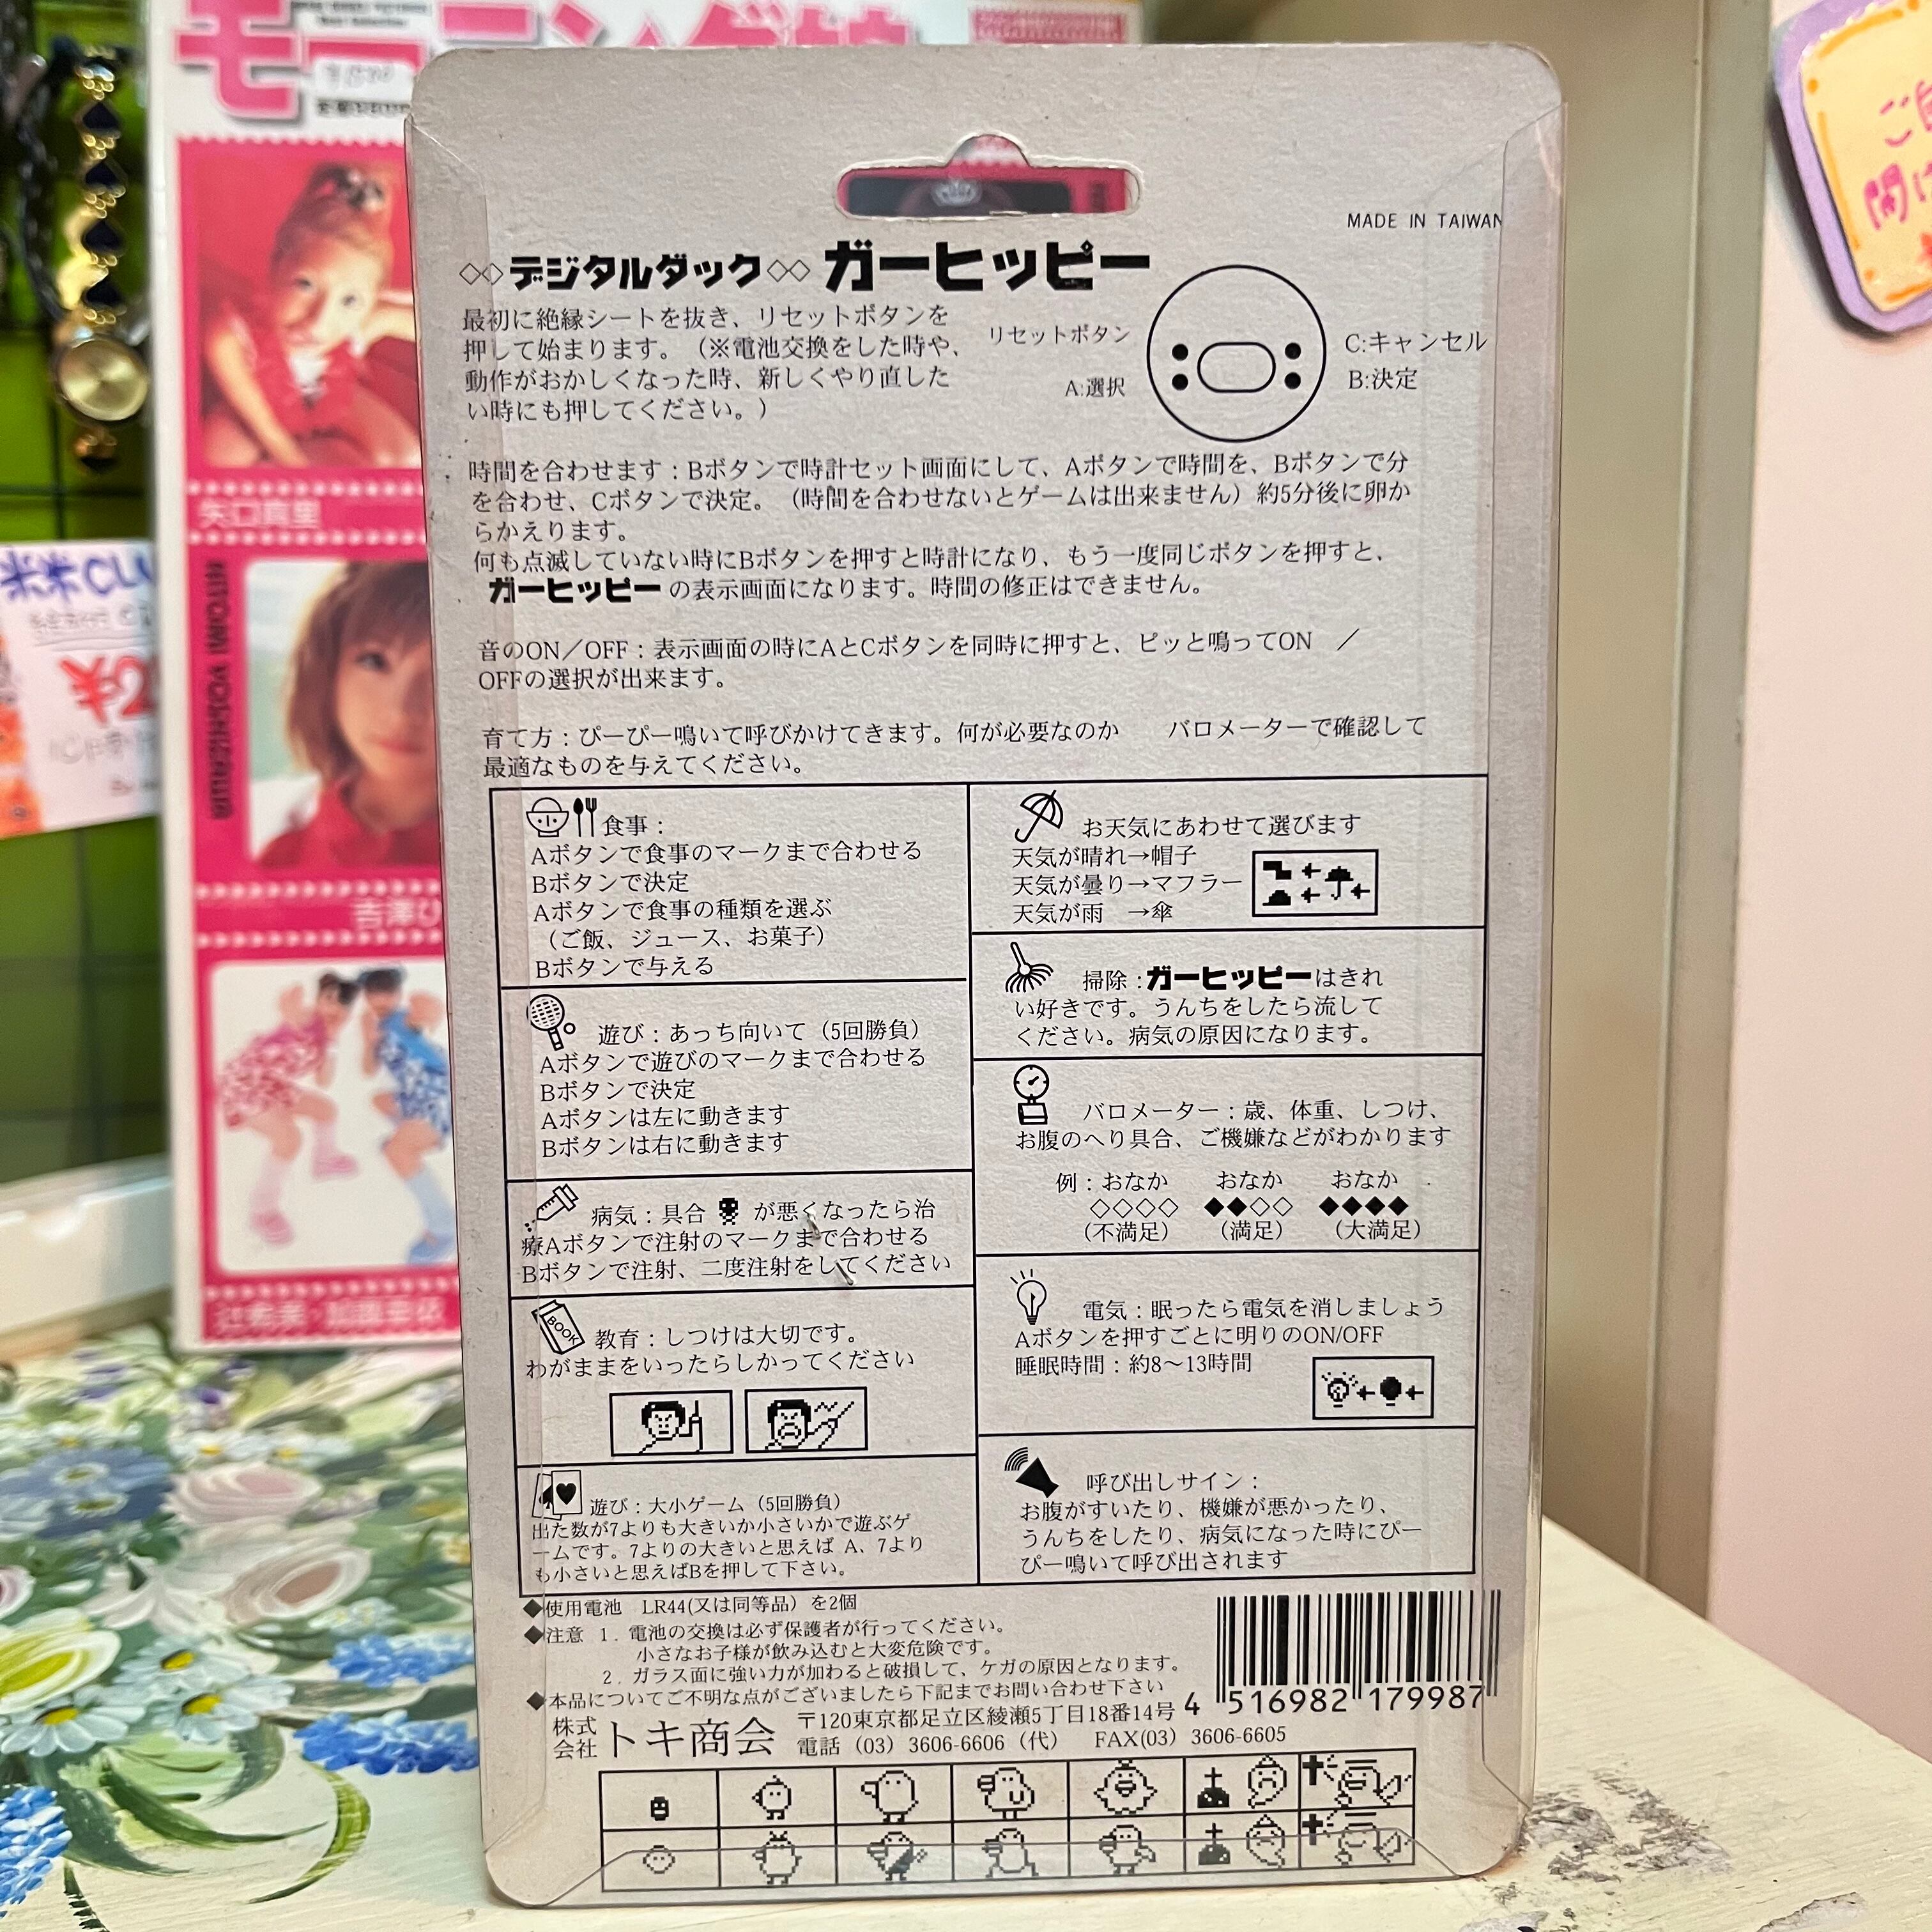 モーニング娘
MADE IN TAIWAN
◇◇デジタルダック◇◇ ガーヒッピー
最初に絶縁シートを抜き、リセットボタンを
押して始まります。（※電池交換をした時や、
動作がおかしくなった時、新しくやり直した
い時にも押してください。）
リセットボタン
A:選択
C:キャンセル
B:決定
時間を合わせます：Bボタンで時計セット画面にして、Aボタンで時間を、Bボタンで分
を合わせ、Cボタンで決定。（時間を合わせないとゲームは出来ません）約5分後に卵か
らかえります。
何も点滅していない時にBボタンを押すと時計になり、もう一度同じボタンを押すと、
ガーヒッピーの表示画面になります。時間の修正はできません。
音のON／OFF：表示画面の時にAとCボタンを同時に押すと、ピッと鳴ってON ／
OFFの選択が出来ます。
育て方：ぴーぴー鳴いて呼びかけてきます。何が必要なのか バロメーターで確認して
最適なものを与えてください。
食事：
Aボタンで食事のマークまで合わせる
Bボタンで決定
Aボタンで食事の種類を選ぶ
（ご飯、ジュース、お菓子）
Bボタンで与える
遊び：あっち向いて（5回勝負）
Aボタンで遊びのマークまで合わせる
Bボタンで決定
Aボタンは左に動きます
Bボタンは右に動きます
病気：具合 が悪くなったら治
療Aボタンで注射のマークまで合わせる
Bボタンで注射、二度注射をしてください
BOOK
教育：しつけは大切です。
わがままをいったらしかってください
遊び：大小ゲーム（5回勝負）
出た数が7よりも大きいか小さいかで遊ぶゲ
ームです。7よりの大きいと思えば A、7より
も小さいと思えばBを押して下さい。
お天気にあわせて選びます
天気が晴れ→帽子
天気が曇り→マフラー
天気が雨 →傘
掃除：ガーヒッピーはきれ
い好きです。うんちをしたら流して
ください。病気の原因になります。
バロメーター：歳、体重、しつけ、
お腹のへり具合、ご機嫌などがわかります
例：おなか おなか おなか
◇◇◇◇ ◆◆◇◇ ◆◆◆◆
（不満足） （満足） （大満足）
電気：眠ったら電気を消しましょう
Aボタンを押すごとに明りのON/OFF
睡眠時間：約8～13時間
呼び出しサイン：
お腹がすいたり、機嫌が悪かったり、
うんちをしたり、病気になった時にぴー
ぴー鳴いて呼び出されます
◆使用電池 LR44(又は同等品）を2個
◆注意 1．電池の交換は必ず保護者が行ってください。
小さなお子様が飲み込むと大変危険です。
2．ガラス面に強い力が加わると破損して、ケガの原因となります。
◆本品についてご不明な点がございましたら下記までお問い合わせ下さい
株式会社 トキ商会
〒120東京都足立区綾瀬5丁目18番14号
電話（03）3606-6606（代） FAX(03）3606-6605
4 516982 179987
矢口真里
HITOMI YOSHIZAWA
吉澤ひ
辻希美・加護亜依
¥2